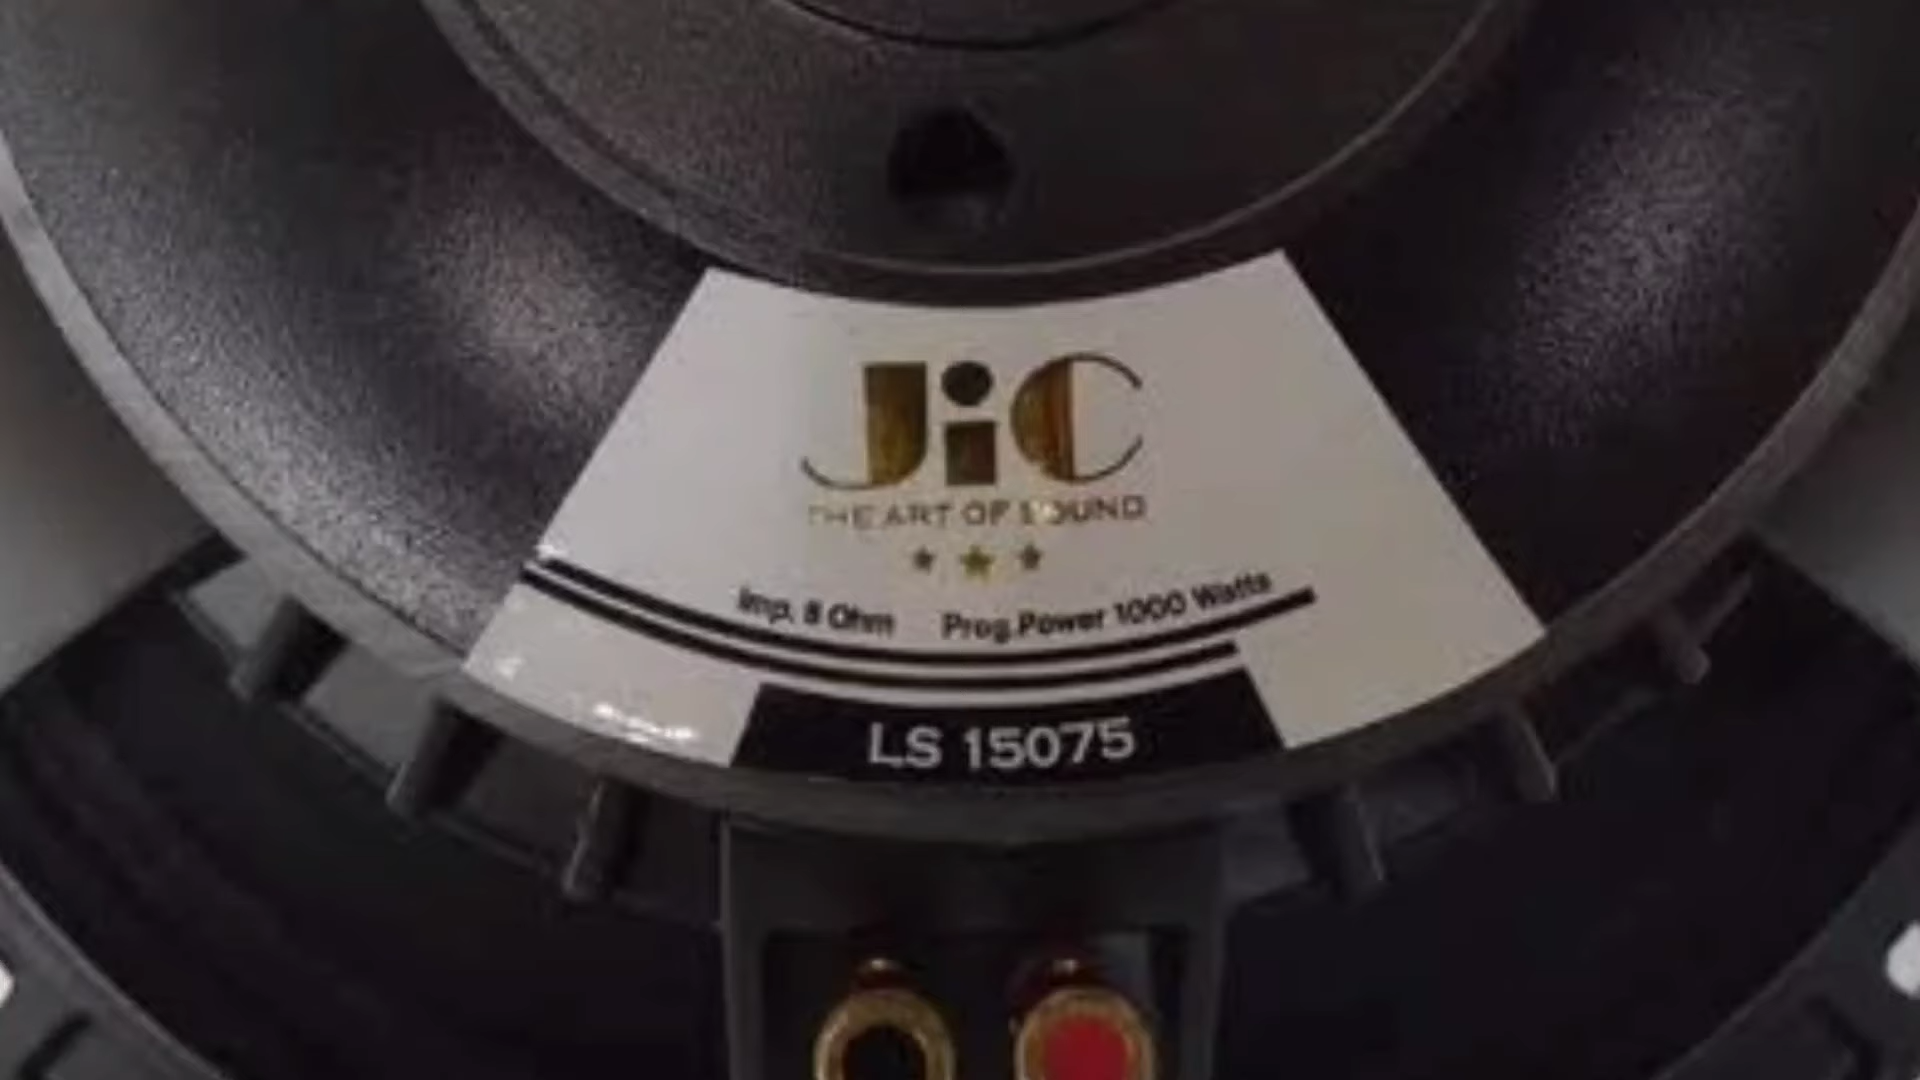 JiC
THE ART OF SOUND
Imp. 8 Ohm Prog.Power 1000 Watts
LS 15075